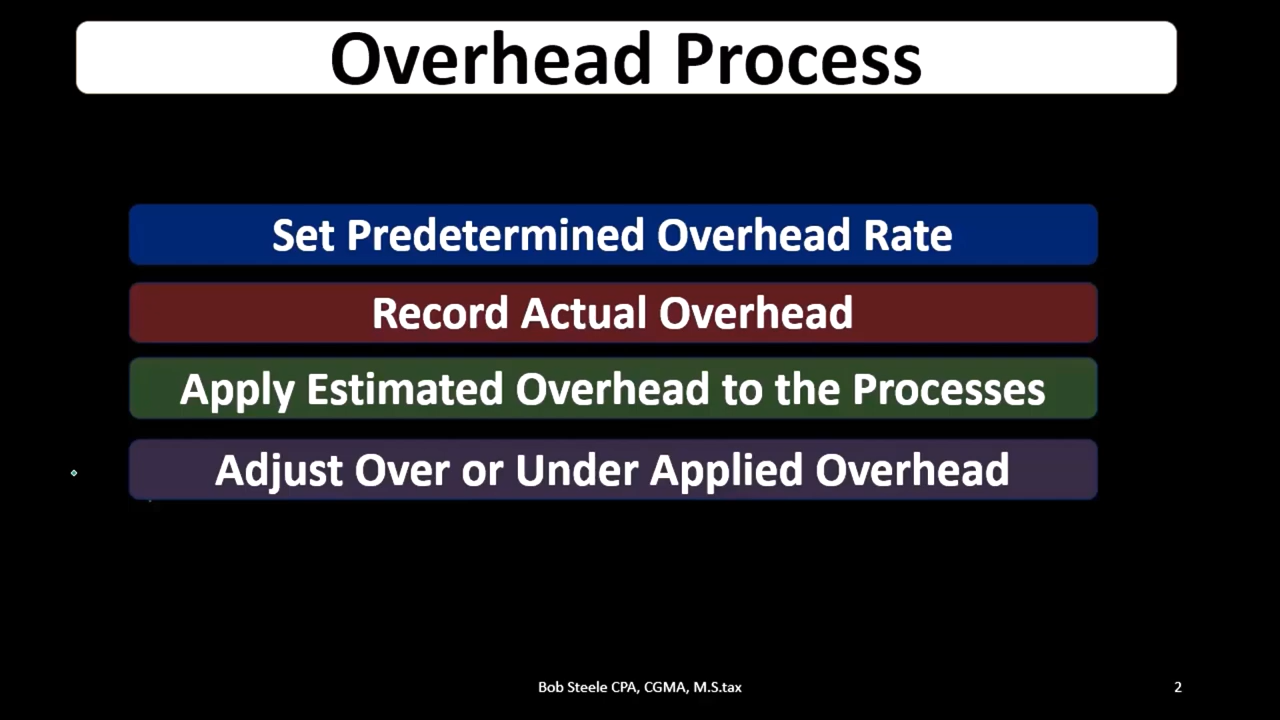 Overhead Process
Set Predetermined Overhead Rate
Record Actual Overhead
Apply Estimated Overhead to the Processes
Adjust Over or Under Applied Overhead
Bob Steele CPA, CGMA, M.S.tax
2